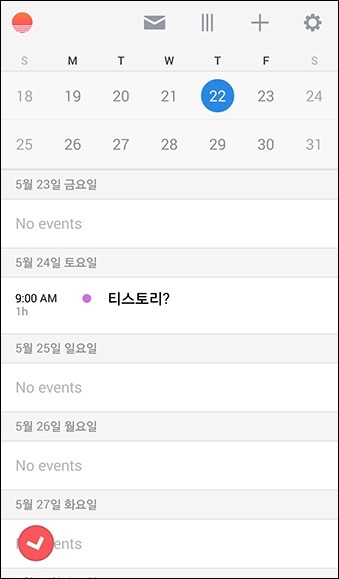 S M T W T F S
18 19 20 21 22 23 24
25 26 27 28 29 30 31
5월 23일 금요일
No events
5월 24일 토요일
9:00 AM 티스토리?
1h
5월 25일 일요일
No events
5월 26일 월요일
No events
5월 27일 화요일
ents